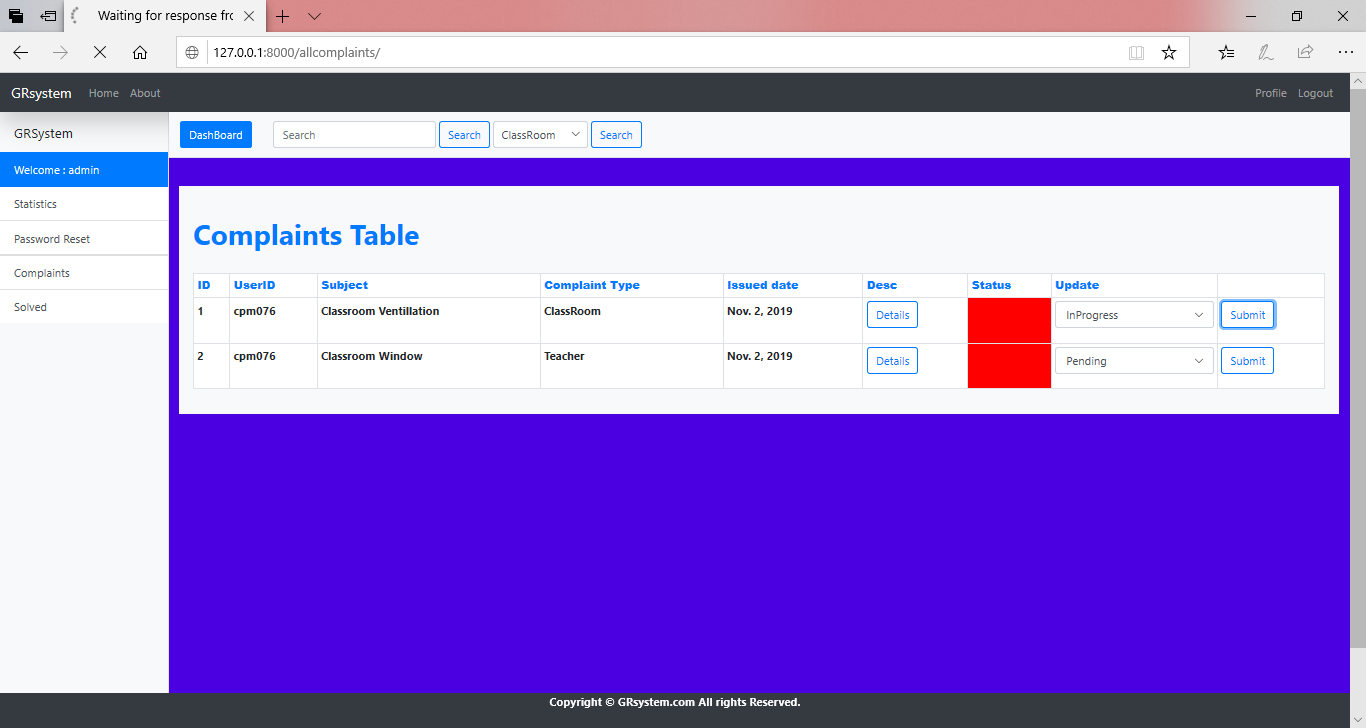 Waiting for response fro
127.0.0.1:8000/allcomplaints/
GRsystem Home About Profile Logout
GRSystem
DashBoard Search Search ClassRoom Search
Welcome : admin
Statistics
Password Reset
Complaints
Solved
Complaints Table
ID UserID Subject Complaint Type Issued date Desc Status Update
1 cpm076 Classroom Ventillation ClassRoom Nov. 2, 2019 Details InProgress Submit
2 cpm076 Classroom Window Teacher Nov. 2, 2019 Details Pending Submit
Copyright © GRsystem.com All rights Reserved.